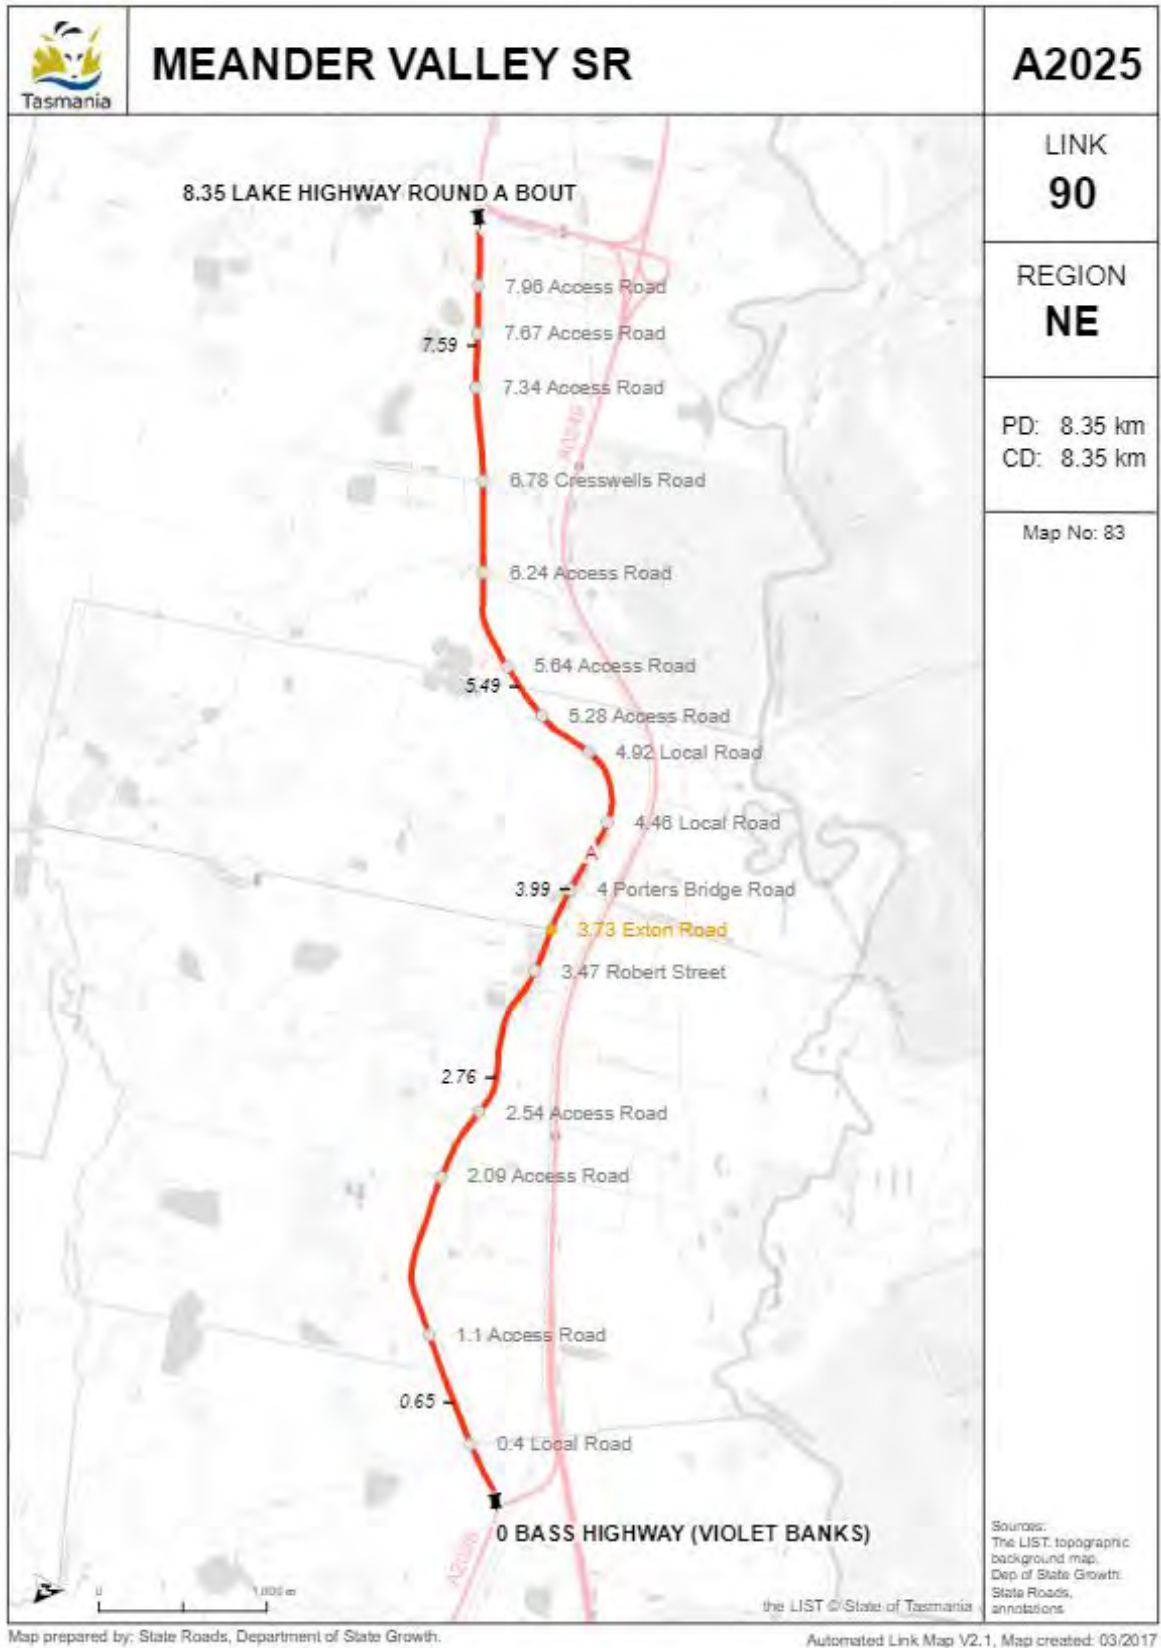 Tasmania
MEANDER VALLEY SR
A2025
LINK
90
REGION
NE
PD: 8.35 km
CD: 8.35 km
Map No: 83
8.35 LAKE HIGHWAY ROUND A BOUT
7.96 Access Road
7.67 Access Road
7.59
7.34 Access Road
6.78 Cresswells Road
6.24 Access Road
5.64 Access Road
5.49
5.28 Access Road
4.92 Local Road
4.46 Local Road
A
3.99
4 Porters Bridge Road
3.73 Exton Road
3.47 Robert Street
2.76
2.54 Access Road
2.09 Access Road
1.1 Access Road
0.65
0.4 Local Road
0 BASS HIGHWAY (VIOLET BANKS)
0
1,000 m
the LIST © State of Tasmania
Sources:
The LIST. topographic
background map.
Dep of State Growth:
State Roads,
annotations
Map prepared by: State Roads, Department of State Growth.
Automated Link Map V2.1, Map created: 03/2017